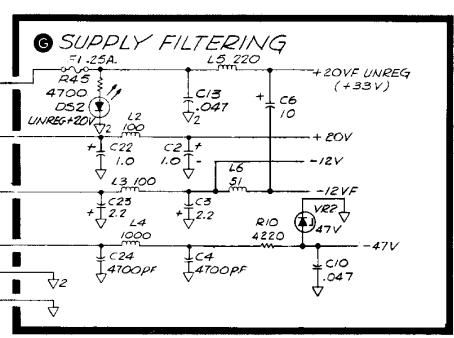 G SUPPLY FILTERING
F1 .25A
L5 220
+20VF UNREG
(+33V)
R45
4700
DS2
UNREG+20V
2
C13
.047
2
+
C6
10
L2
100
+20V
+
C22
1.0
C2
1.0
+
-
-12V
L6
51
L3 100
-12VF
+
C23
2.2
+
C3
2.2
VR2
47V
L4
1000
R10
4220
-47V
C24
4700PF
C4
4700PF
C10
.047
2